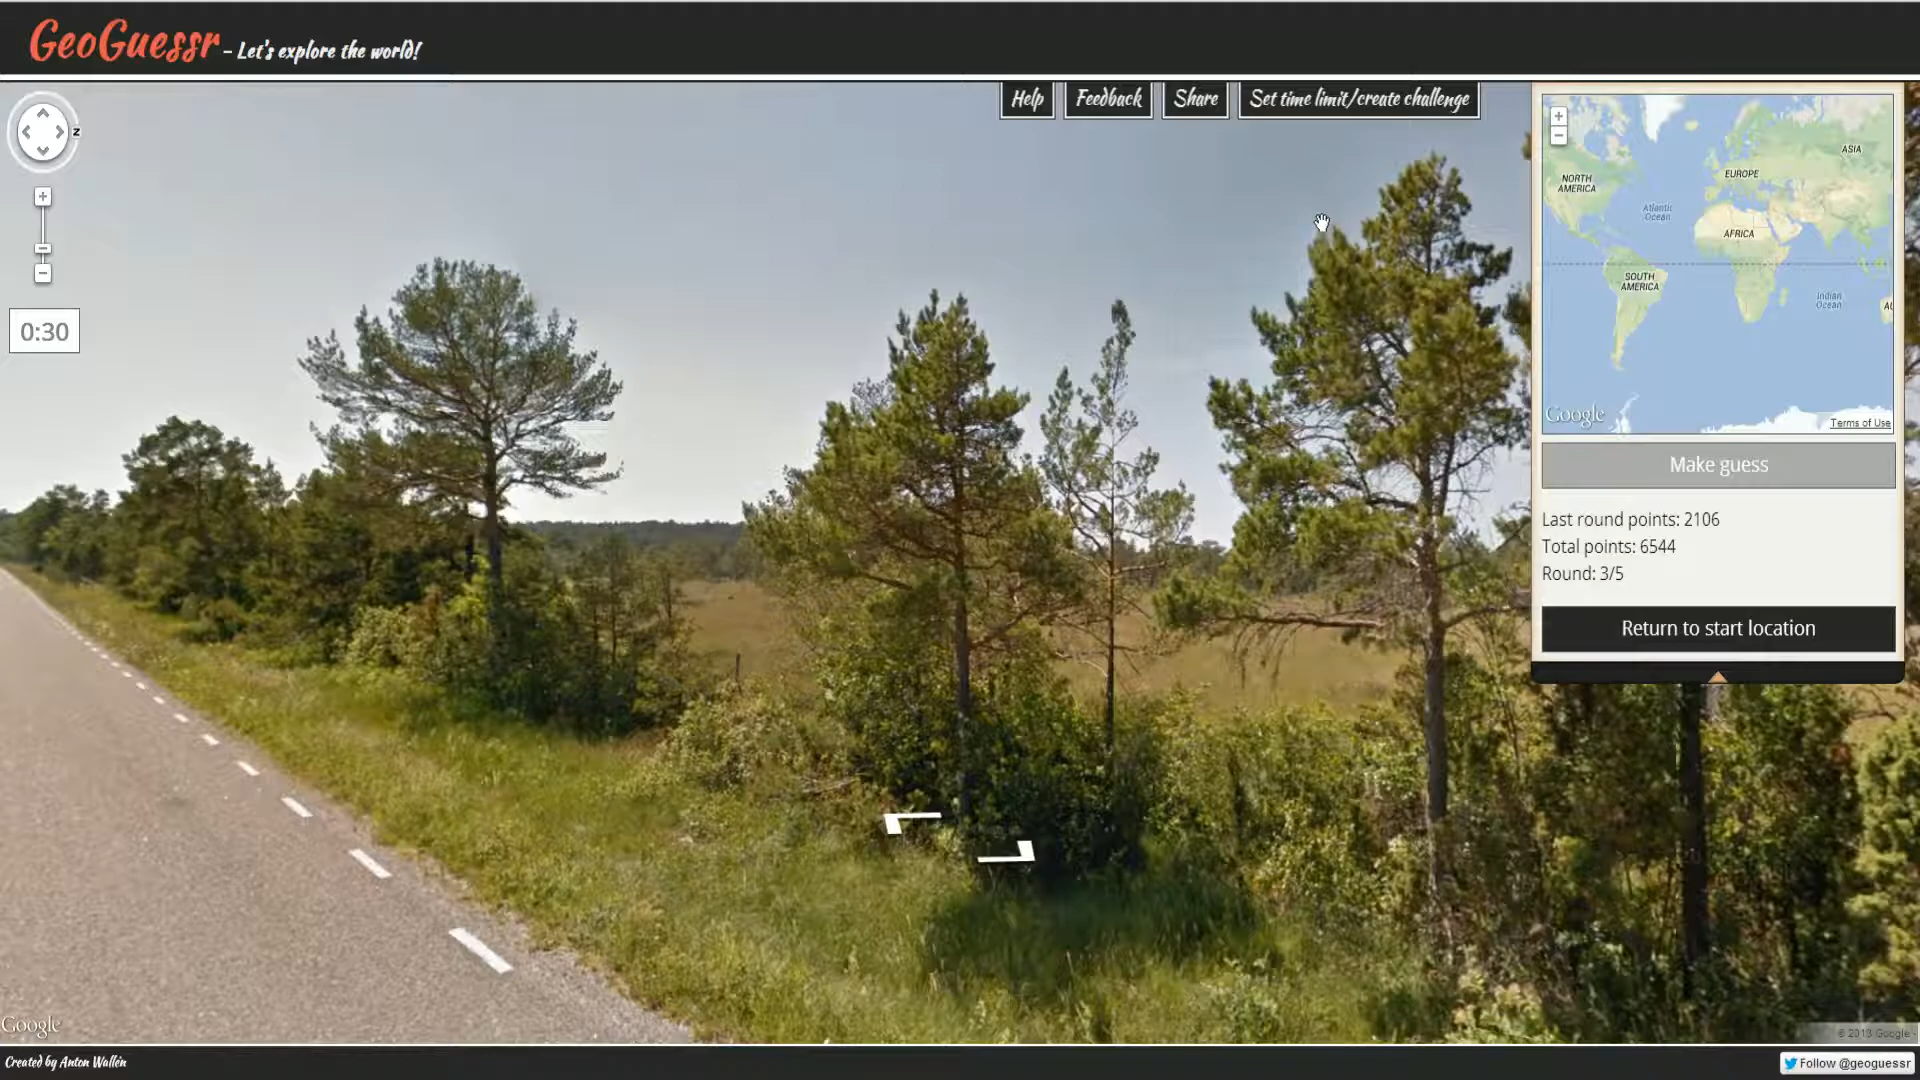 GeoGuessr - Let's explore the world!
Help
Feedback
Share
Set time limit/create challenge
Z
0:30
NORTH AMERICA
Atlantic Ocean
EUROPE
ASIA
AFRICA
SOUTH AMERICA
Indian Ocean
AU
Google
Terms of Use
Make guess
Last round points: 2106
Total points: 6544
Round: 3/5
Return to start location
Google
© 2013 Google
Created by Anton Wallén
Follow @geoguessr